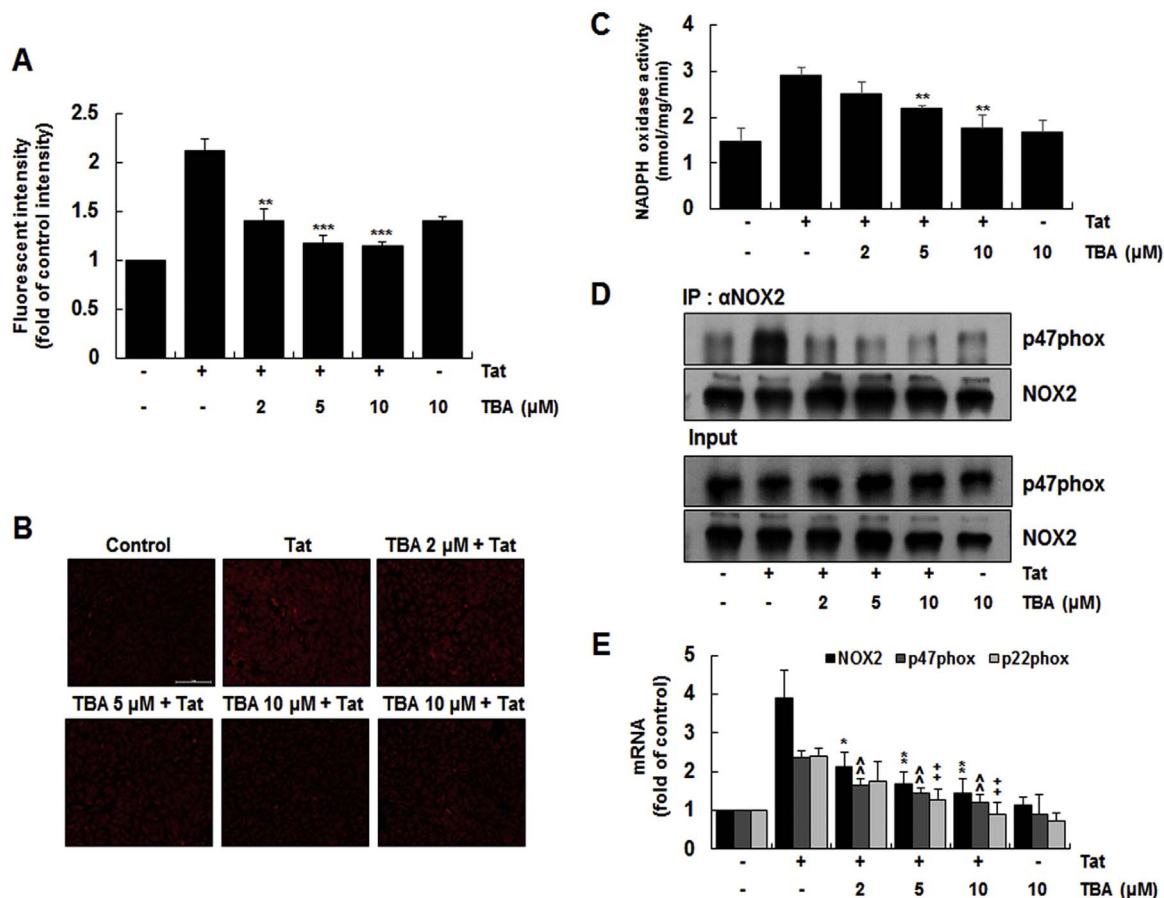 A
Fluorescent intensity
(fold of control intensity)
2.5
2
1.5
1
0.5
0
** *** ***
- + + + + - Tat
- - 2 5 10 10 TBA (μM)
B
Control Tat TBA 2 μM + Tat
TBA 5 μM + Tat TBA 10 μM + Tat TBA 10 μM + Tat
C
NADPH oxidase activity
(nmol/mg/min)
4
3
2
1
0
** **
- + + + + - Tat
- - 2 5 10 10 TBA (μM)
D
IP : αNOX2
p47phox
NOX2
Input
p47phox
NOX2
- + + + + - Tat
- - 2 5 10 10 TBA (μM)
E
mRNA
(fold of control)
NOX2 p47phox p22phox
5
4
3
2
1
0
* ^^ ** ^^ ++ ** ^^ ++
- + + + + - Tat
- - 2 5 10 10 TBA (μM)